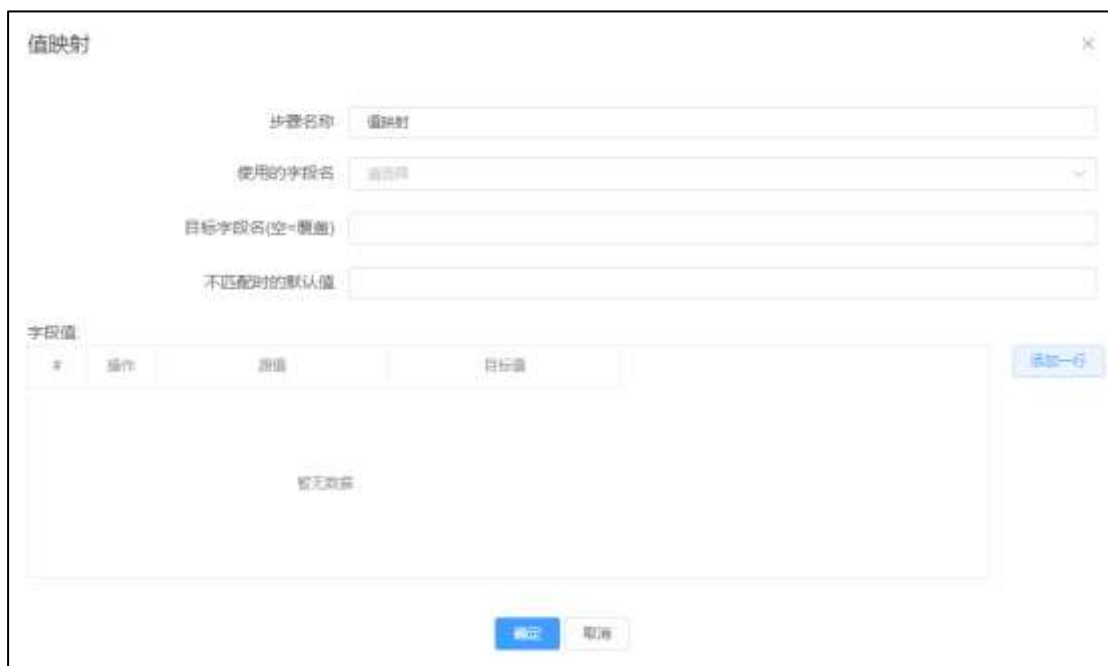 值映射
步骤名称 值映射
使用的字段名 请选择
目标字段名(空=覆盖)
不匹配时的默认值
字段值
# 操作 源值 目标值 添加一行
暂无数据
确定 取消